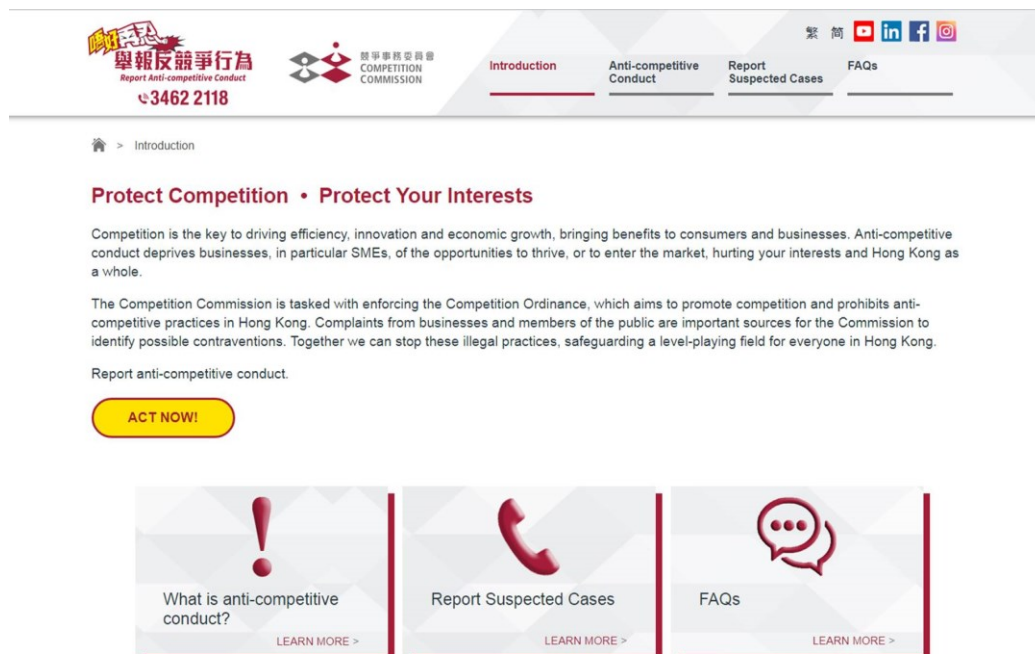 唔好再忍
舉報反競爭行為
Report Anti-competitive Conduct
3462 2118
競爭事務委員會
COMPETITION
COMMISSION
繁 简
in f
Introduction
Anti-competitive
Conduct
Report
Suspected Cases
FAQs
> Introduction
Protect Competition • Protect Your Interests
Competition is the key to driving efficiency, innovation and economic growth, bringing benefits to consumers and businesses. Anti-competitive
conduct deprives businesses, in particular SMEs, of the opportunities to thrive, or to enter the market, hurting your interests and Hong Kong as
a whole.
The Competition Commission is tasked with enforcing the Competition Ordinance, which aims to promote competition and prohibits anti-
competitive practices in Hong Kong. Complaints from businesses and members of the public are important sources for the Commission to
identify possible contraventions. Together we can stop these illegal practices, safeguarding a level-playing field for everyone in Hong Kong.
Report anti-competitive conduct.
ACT NOW!
What is anti-competitive
conduct?
LEARN MORE >
Report Suspected Cases
LEARN MORE >
FAQs
LEARN MORE >